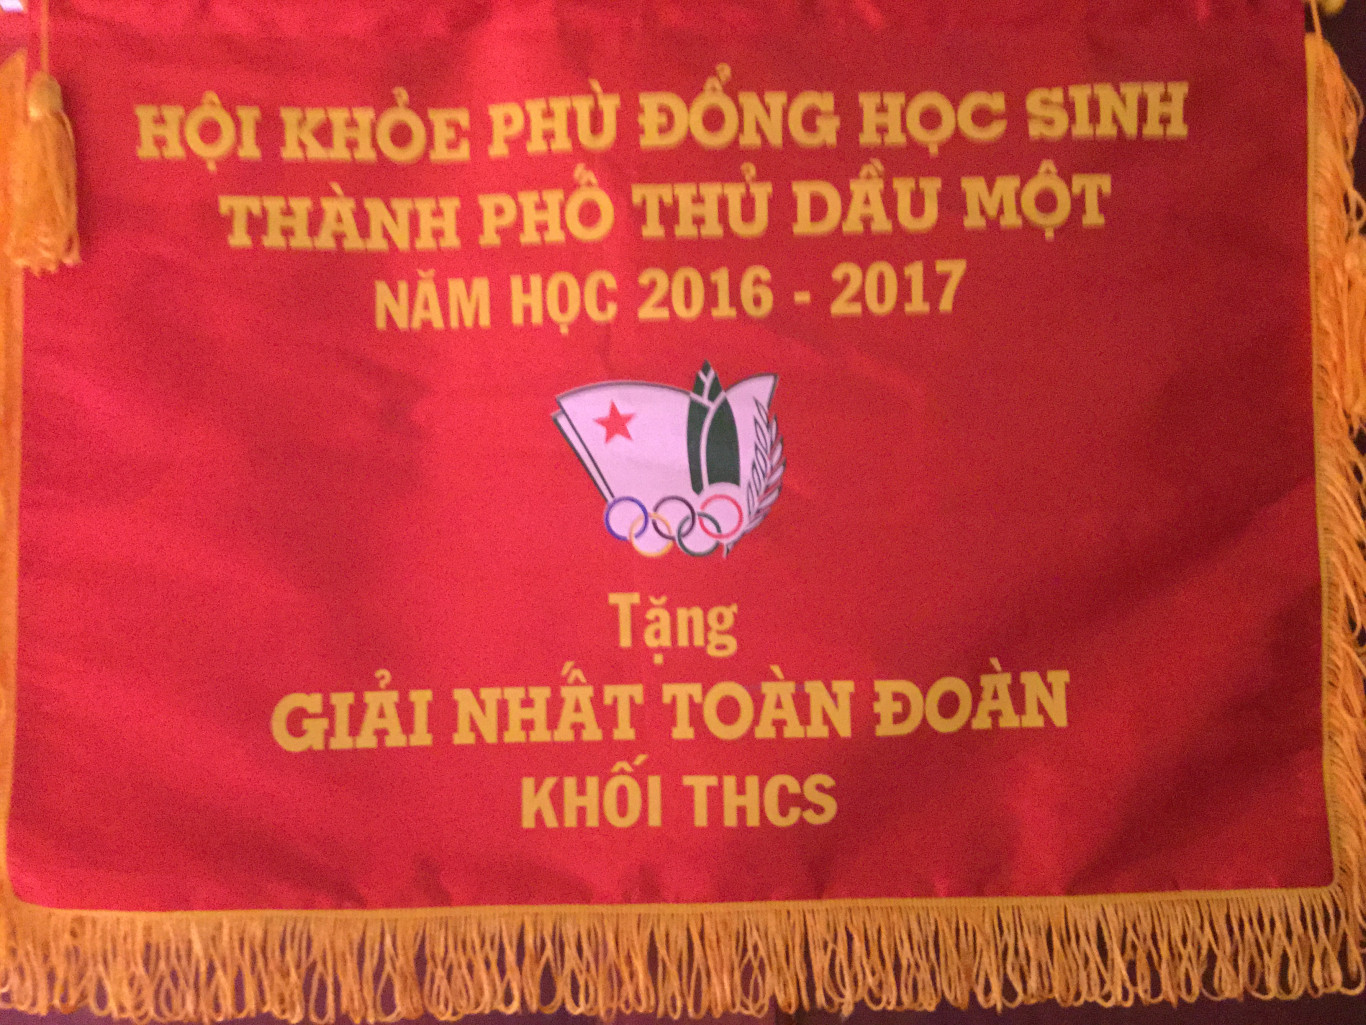 HỘI KHỎE PHÙ ĐỔNG HỌC SINH
THÀNH PHỐ THỦ DẦU MỘT
NĂM HỌC 2016 - 2017
Tặng
GIẢI NHẤT TOÀN ĐOÀN
KHỐI THCS